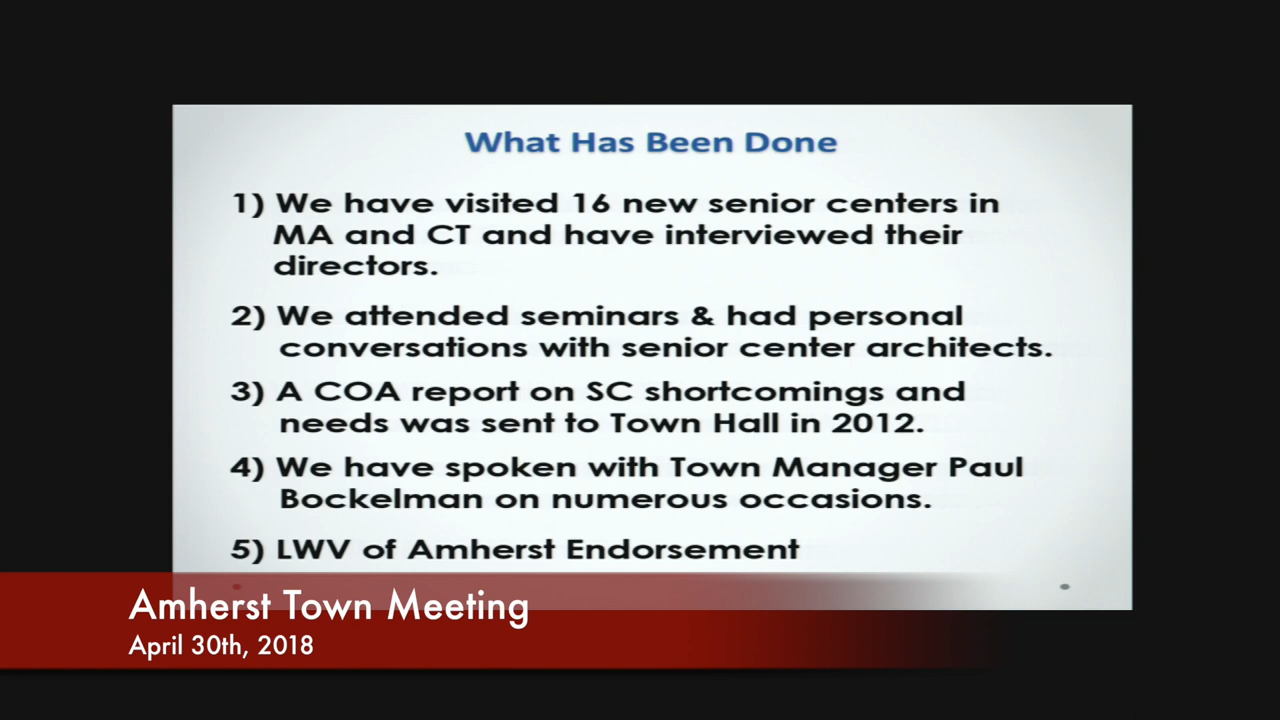 What Has Been Done
1) We have visited 16 new senior centers in
MA and CT and have interviewed their
directors.
2) We attended seminars & had personal
conversations with senior center architects.
3) A COA report on SC shortcomings and
needs was sent to Town Hall in 2012.
4) We have spoken with Town Manager Paul
Bockelman on numerous occasions.
5) LWV of Amherst Endorsement
Amherst Town Meeting
April 30th, 2018